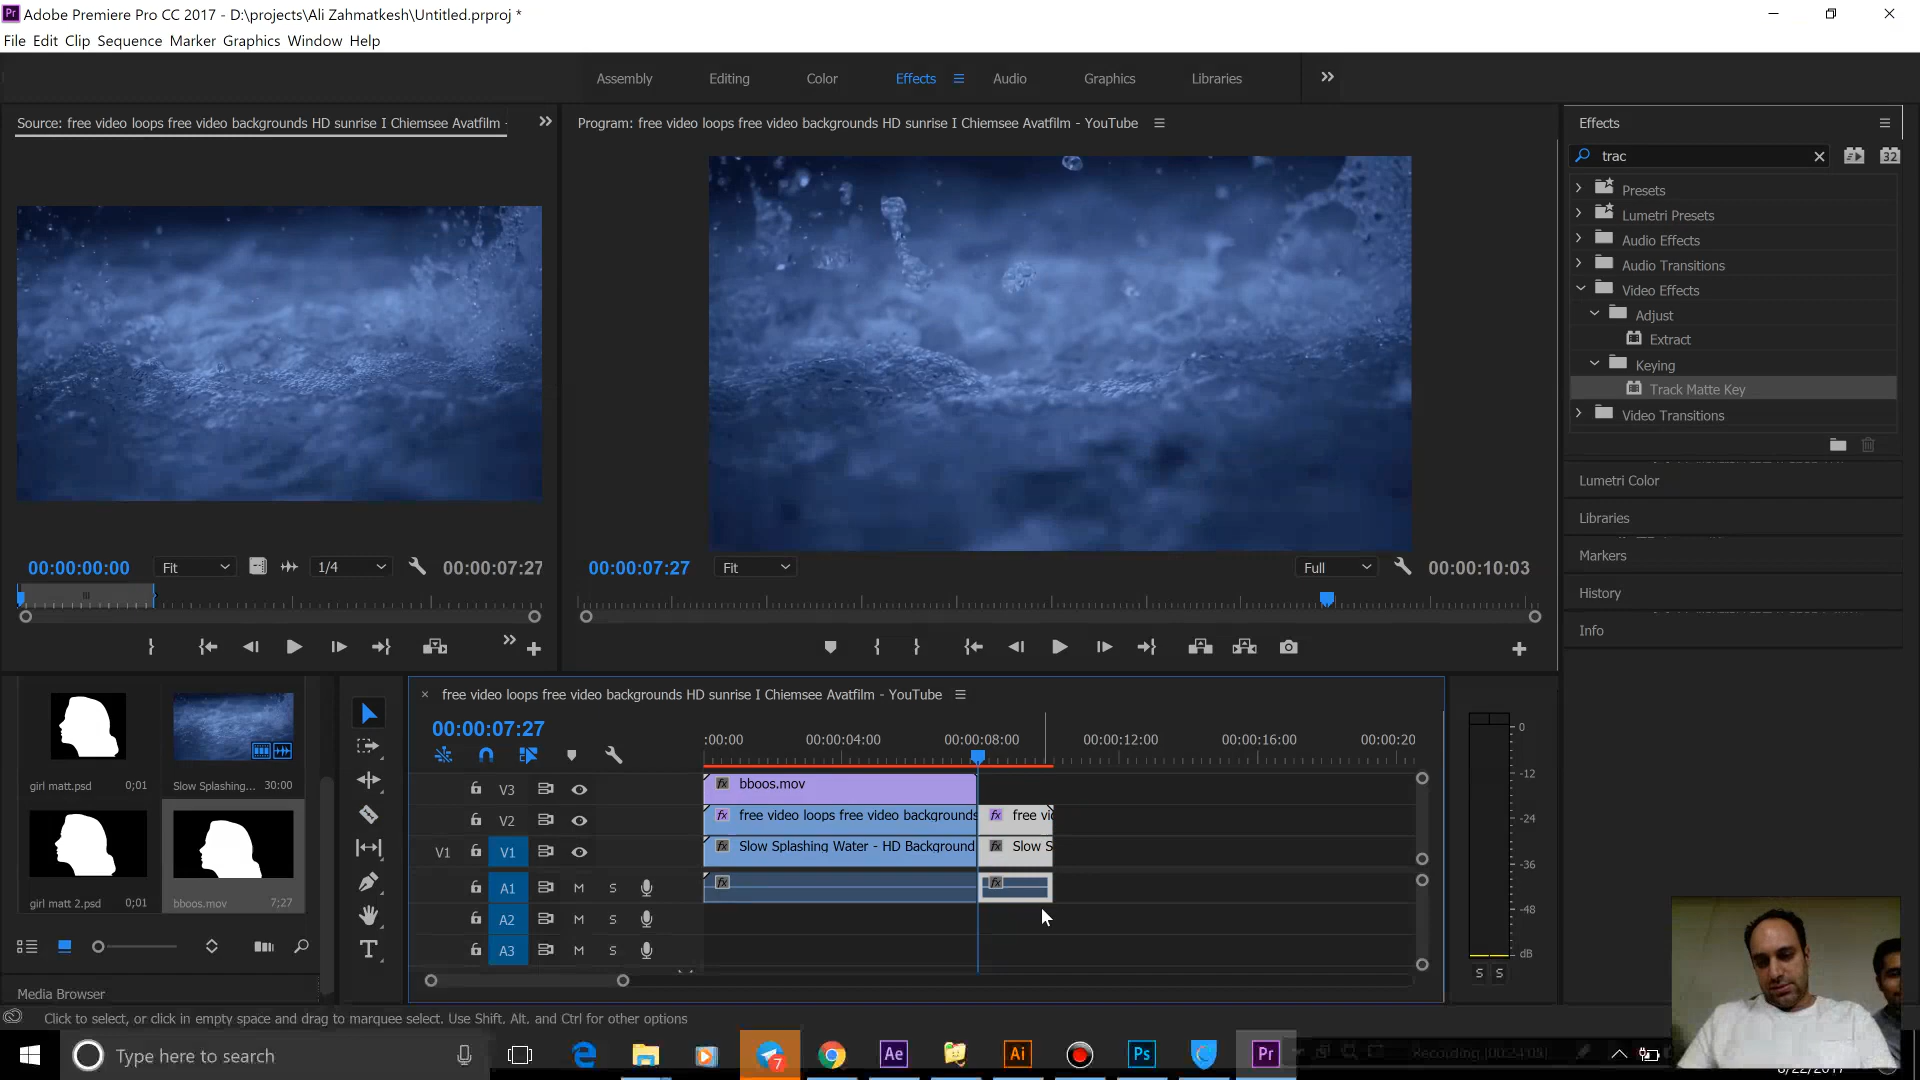 Adobe Premiere Pro CC 2017 - D:\projects\Ali Zahmatkesh\Untitled.prproj *
File Edit Clip Sequence Marker Graphics Window Help
Assembly Editing Color Effects Audio Graphics Libraries
Source: free video loops free video backgrounds HD sunrise I Chiemsee Avatfilm -
Program: free video loops free video backgrounds HD sunrise I Chiemsee Avatfilm - YouTube
Effects
trac
32
Presets
Lumetri Presets
Audio Effects
Audio Transitions
Video Effects
Adjust
Extract
Keying
Track Matte Key
Video Transitions
Lumetri Color
Libraries
Markers
History
Info
00:00:00:00 Fit 1/4 00:00:07:27
00:00:07:27 Fit Full 00:00:10:03
girl matt.psd 0;01
Slow Splashing... 30:00
girl matt 2.psd 0;01
bboos.mov 7;27
Media Browser
free video loops free video backgrounds HD sunrise I Chiemsee Avatfilm - YouTube
00:00:07:27
:00:00 00:00:04:00 00:00:08:00 00:00:12:00 00:00:16:00 00:00:20
V3 bboos.mov
V2 free video loops free video backgrounds free vi
V1 V1 Slow Splashing Water - HD Background Slow S
A1 M S
A2 M S
A3 M S
0
-12
-24
-36
-48
dB
S S
Click to select, or click in empty space and drag to marquee select. Use Shift, Alt, and Ctrl for other options
Type here to search
7
Ae
Ai
Ps
Pr
Recording [00:24:05]
8/22/2017